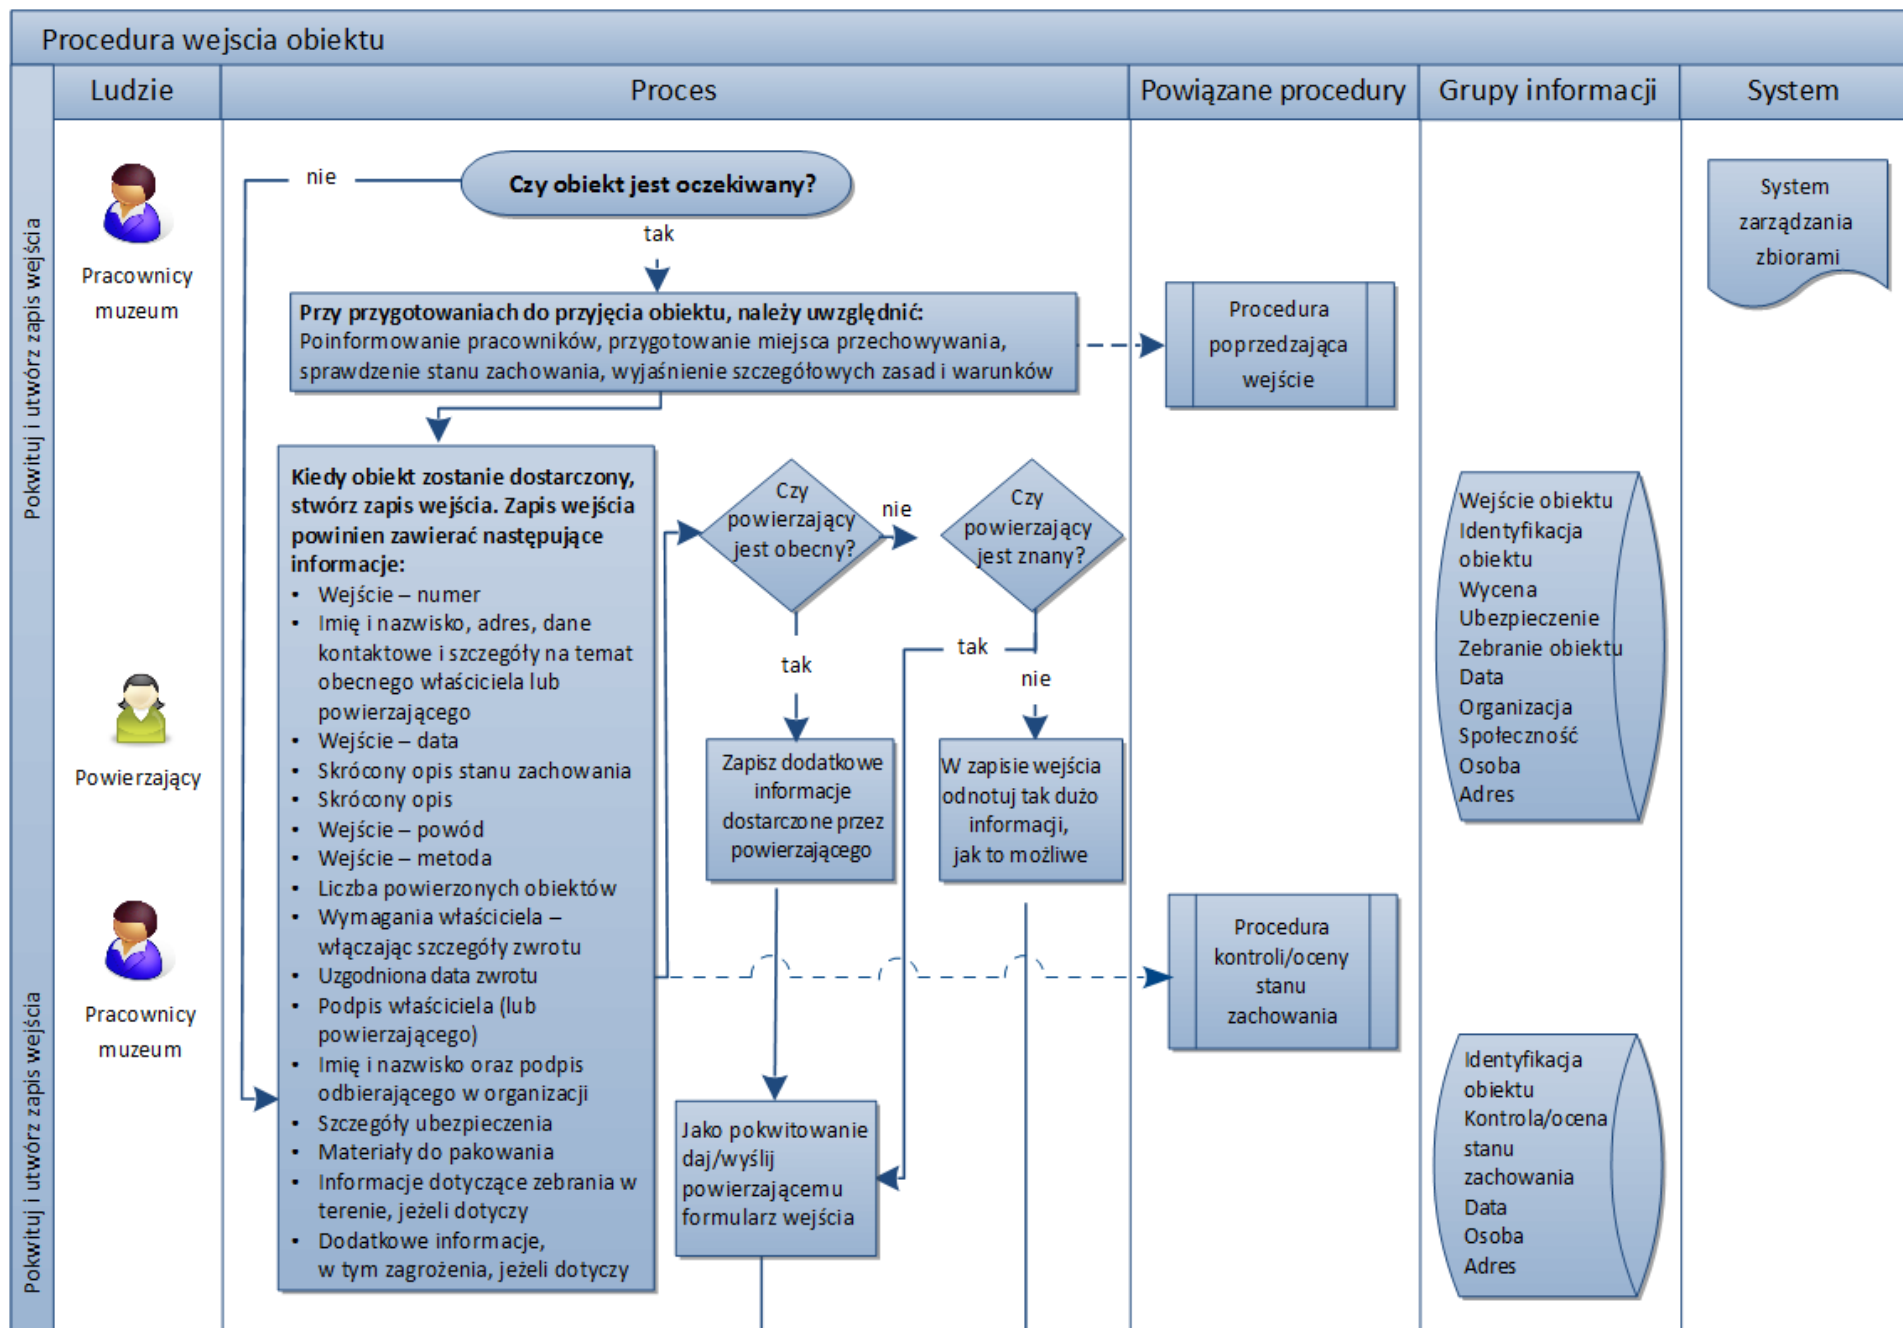 Procedura wejscia obiektu
Ludzie
Proces
Powiązane procedury
Grupy informacji
System
Pokwituj i utwórz zapis wejścia
Pracownicy
muzeum
Powierzający
Pokwituj i utwórz zapis wejścia
Pracownicy
muzeum
Czy obiekt jest oczekiwany?
nie
tak
Przy przygotowaniach do przyjęcia obiektu, należy uwzględnić:
Poinformowanie pracowników, przygotowanie miejsca przechowywania,
sprawdzenie stanu zachowania, wyjaśnienie szczegółowych zasad i warunków
Kiedy obiekt zostanie dostarczony,
stwórz zapis wejścia. Zapis wejścia
powinien zawierać następujące
informacje:
• Wejście – numer
• Imię i nazwisko, adres, dane
kontaktowe i szczegóły na temat
obecnego właściciela lub
powierzającego
• Wejście – data
• Skrócony opis stanu zachowania
• Skrócony opis
• Wejście – powód
• Wejście – metoda
• Liczba powierzonych obiektów
• Wymagania właściciela –
włączając szczegóły zwrotu
• Uzgodniona data zwrotu
• Podpis właściciela (lub
powierzającego)
• Imię i nazwisko oraz podpis
odbierającego w organizacji
• Szczegóły ubezpieczenia
• Materiały do pakowania
• Informacje dotyczące zebrania w
terenie, jeżeli dotyczy
• Dodatkowe informacje,
w tym zagrożenia, jeżeli dotyczy
Czy
powierzający
jest obecny?
nie
tak
Czy
powierzający
jest znany?
tak
nie
Zapisz dodatkowe
informacje
dostarczone przez
powierzającego
W zapisie wejścia
odnotuj tak dużo
informacji,
jak to możliwe
Jako pokwitowanie
daj/wyślij
powierzającemu
formularz wejścia
Procedura
poprzedzająca
wejście
Procedura
kontroli/oceny
stanu
zachowania
Wejście obiektu
Identyfikacja
obiektu
Wycena
Ubezpieczenie
Zebranie obiektu
Data
Organizacja
Społeczność
Osoba
Adres
Identyfikacja
obiektu
Kontrola/ocena
stanu
zachowania
Data
Osoba
Adres
System
zarządzania
zbiorami